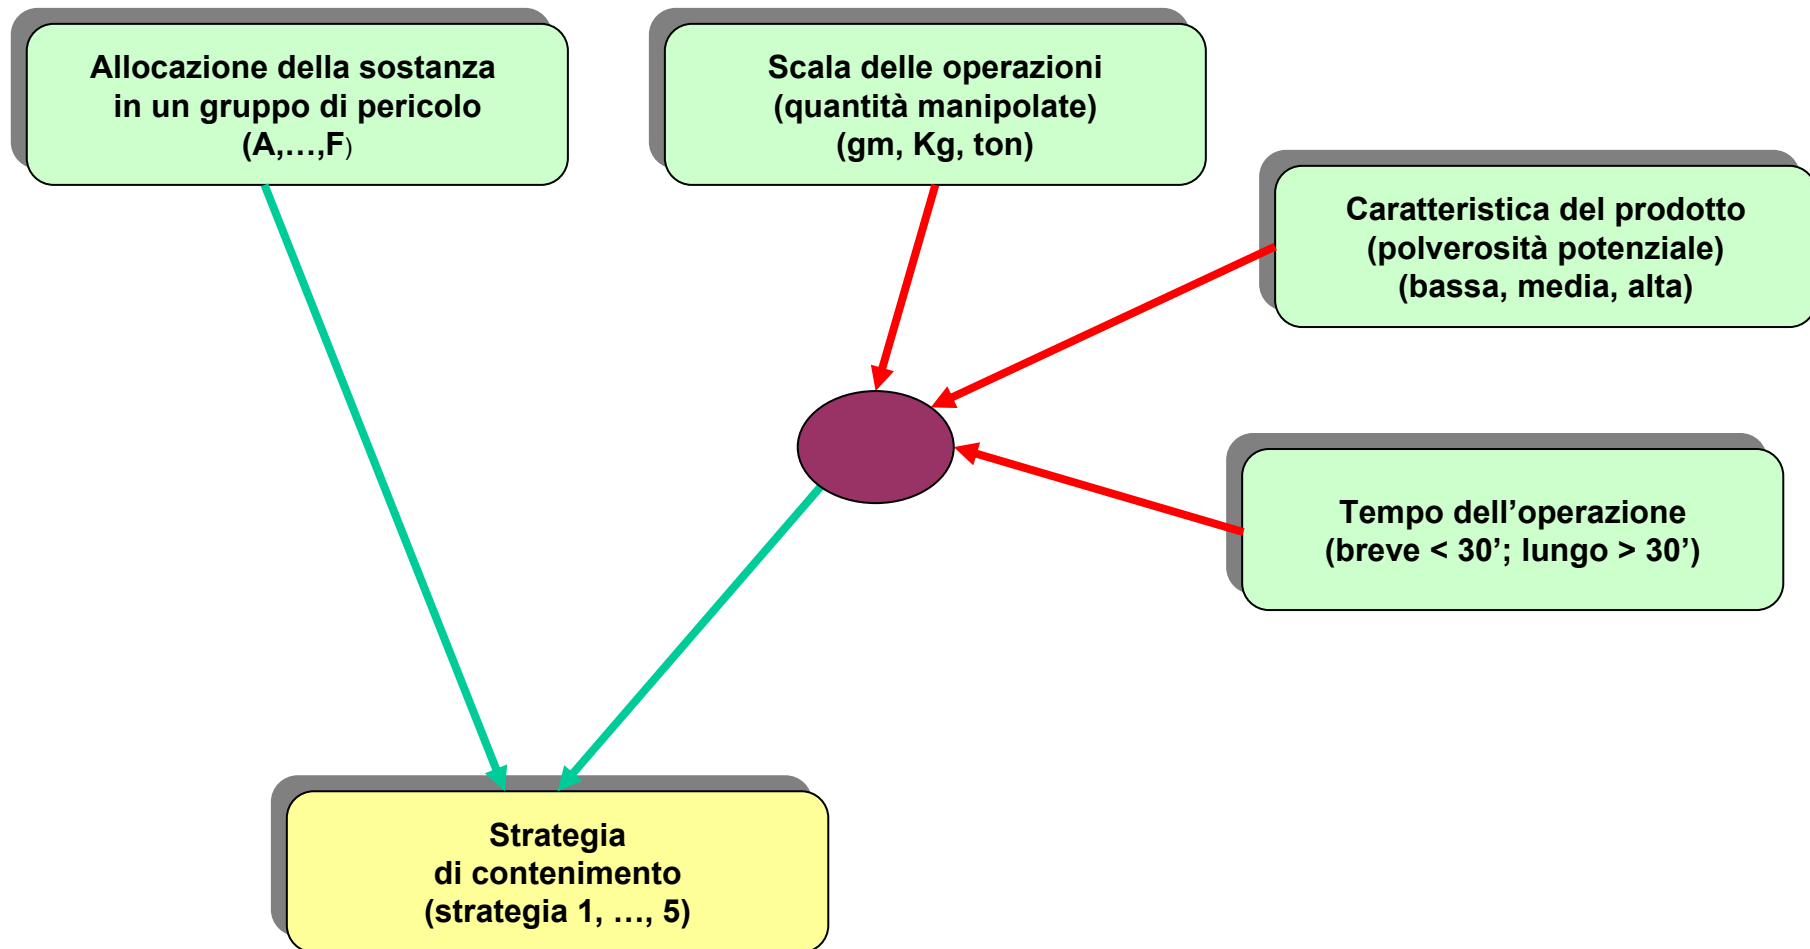 Allocazione della sostanza
in un gruppo di pericolo
(A,…,F)
Scala delle operazioni
(quantità manipolate)
(gm, Kg, ton)
Caratteristica del prodotto
(polverosità potenziale)
(bassa, media, alta)
Tempo dell’operazione
(breve < 30’; lungo > 30’)
Strategia
di contenimento
(strategia 1, …, 5)